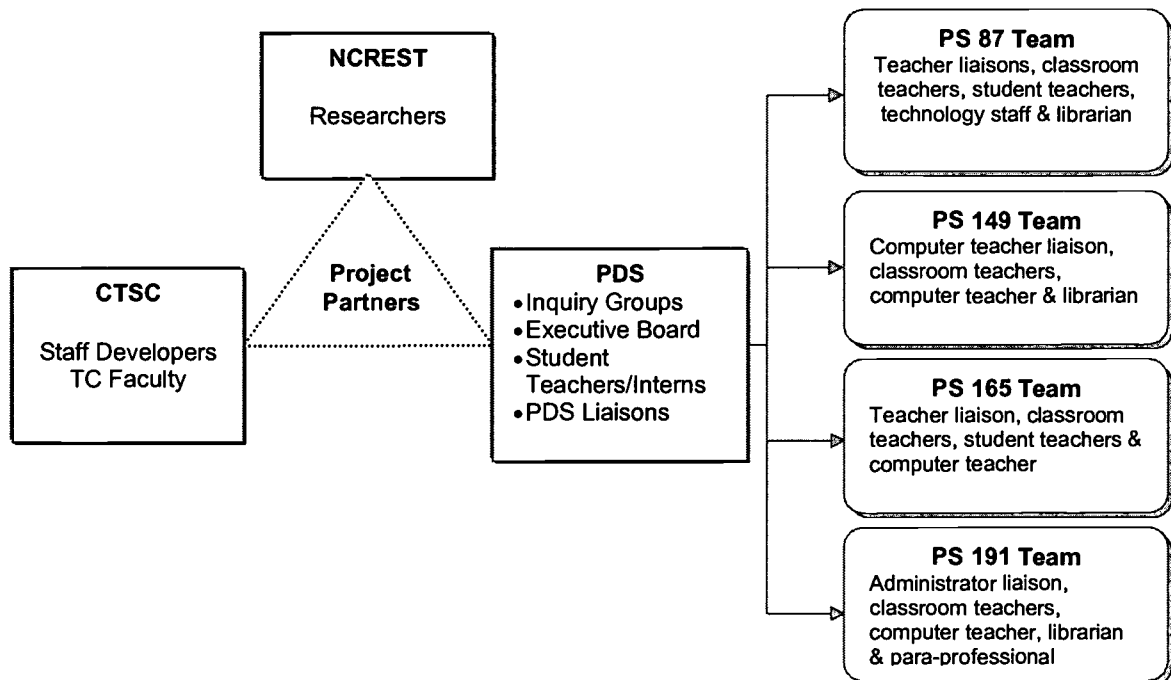 NCREST
Researchers
CTSC
Staff Developers
TC Faculty
Project
Partners
PDS
•Inquiry Groups
•Executive Board
•Student
Teachers/Interns
•PDS Liaisons
PS 87 Team
Teacher liaisons, classroom
teachers, student teachers,
technology staff & librarian
PS 149 Team
Computer teacher liaison,
classroom teachers,
computer teacher & librarian
PS 165 Team
Teacher liaison, classroom
teachers, student teachers &
computer teacher
PS 191 Team
Administrator liaison,
classroom teachers,
computer teacher, librarian
& para-professional